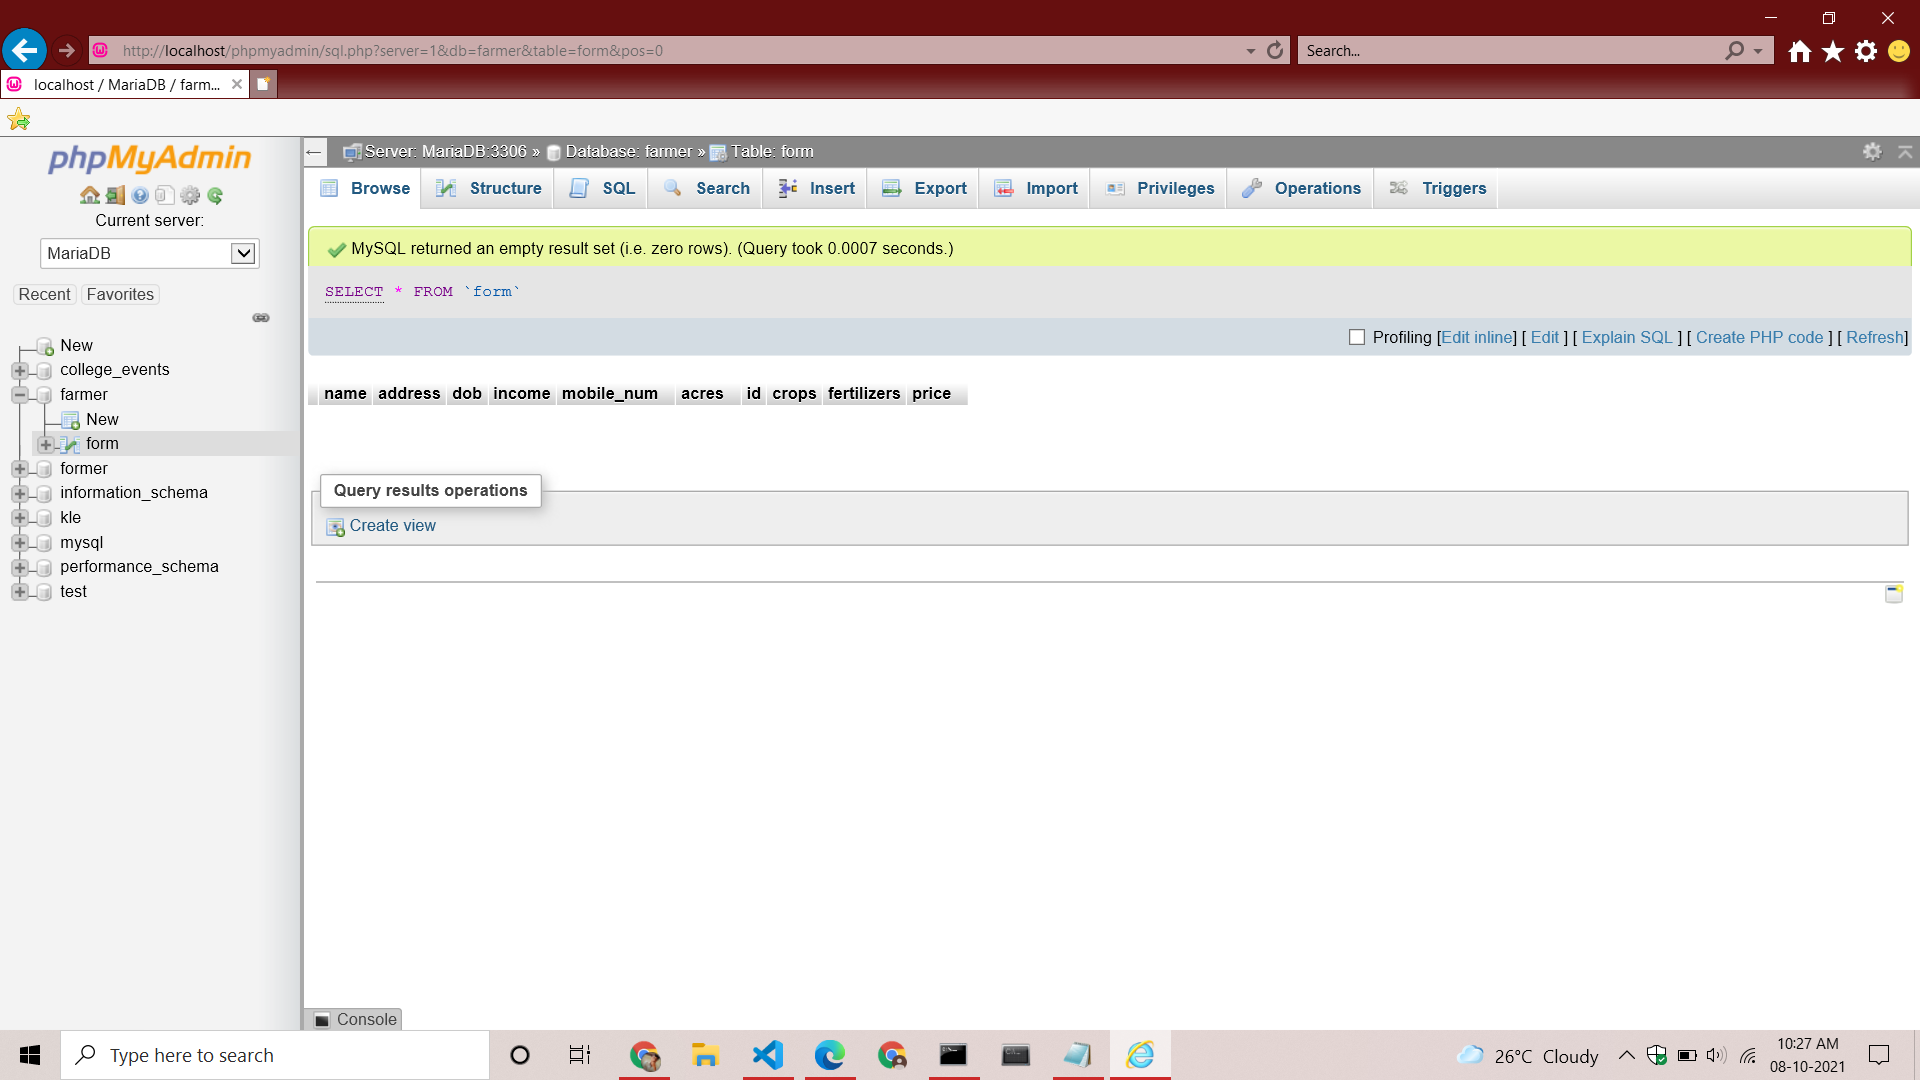 http://localhost/phpmyadmin/sql.php?server=1&db=farmer&table=form&pos=0
Search...
localhost / MariaDB / farm...
phpMyAdmin
Current server:
MariaDB
Recent
Favorites
New
college_events
farmer
New
form
former
information_schema
kle
mysql
performance_schema
test
Server: MariaDB:3306 » Database: farmer » Table: form
Browse Structure SQL Search Insert Export Import Privileges Operations Triggers
MySQL returned an empty result set (i.e. zero rows). (Query took 0.0007 seconds.)
SELECT * FROM `form`
Profiling [Edit inline] [ Edit ] [ Explain SQL ] [ Create PHP code ] [ Refresh]
name address dob income mobile_num acres id crops fertilizers price
Query results operations
Create view
Console
Type here to search
26°C Cloudy
10:27 AM
08-10-2021